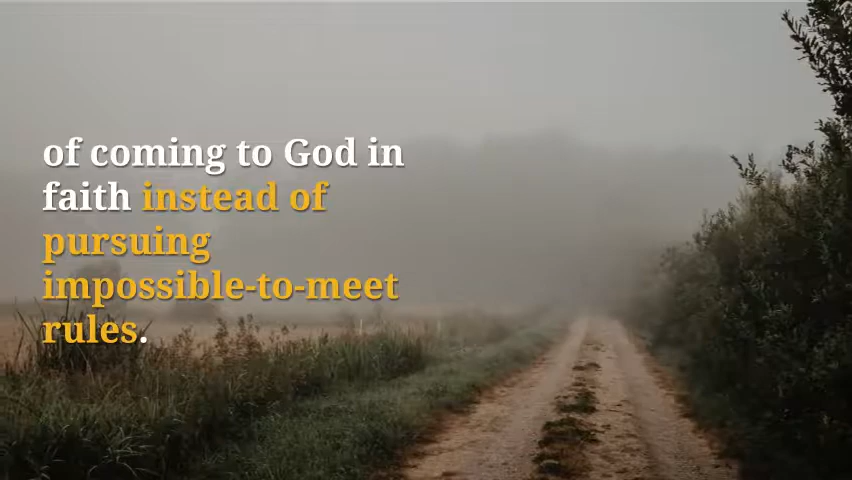 of coming to God in
faith instead of
pursuing
impossible-to-meet
rules.